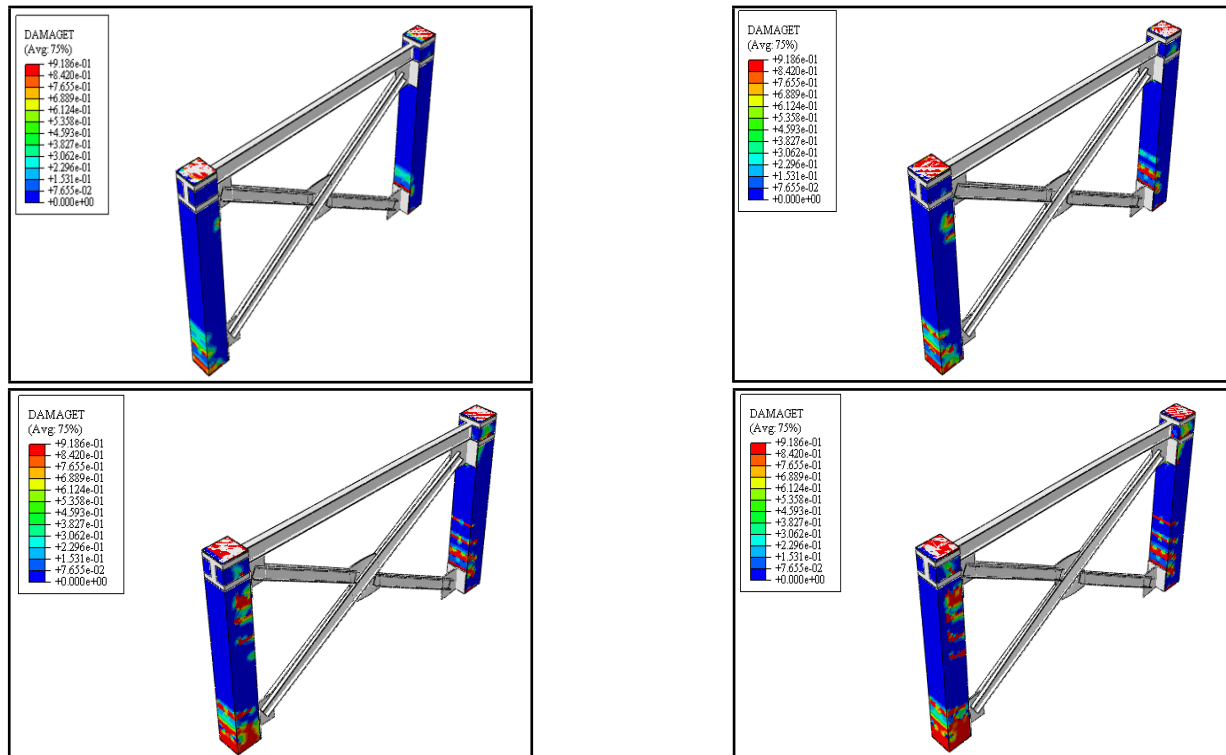 DAMAGET
(Avg: 75%)
+9.186e-01
+8.420e-01
+7.655e-01
+6.889e-01
+6.124e-01
+5.358e-01
+4.593e-01
+3.827e-01
+3.062e-01
+2.296e-01
+1.531e-01
+7.655e-02
+0.000e+00
DAMAGET
(Avg: 75%)
+9.186e-01
+8.420e-01
+7.655e-01
+6.889e-01
+6.124e-01
+5.358e-01
+4.593e-01
+3.827e-01
+3.062e-01
+2.296e-01
+1.531e-01
+7.655e-02
+0.000e+00
DAMAGET
(Avg: 75%)
+9.186e-01
+8.420e-01
+7.655e-01
+6.889e-01
+6.124e-01
+5.358e-01
+4.593e-01
+3.827e-01
+3.062e-01
+2.296e-01
+1.531e-01
+7.655e-02
+0.000e+00
DAMAGET
(Avg: 75%)
+9.186e-01
+8.420e-01
+7.655e-01
+6.889e-01
+6.124e-01
+5.358e-01
+4.593e-01
+3.827e-01
+3.062e-01
+2.296e-01
+1.531e-01
+7.655e-02
+0.000e+00